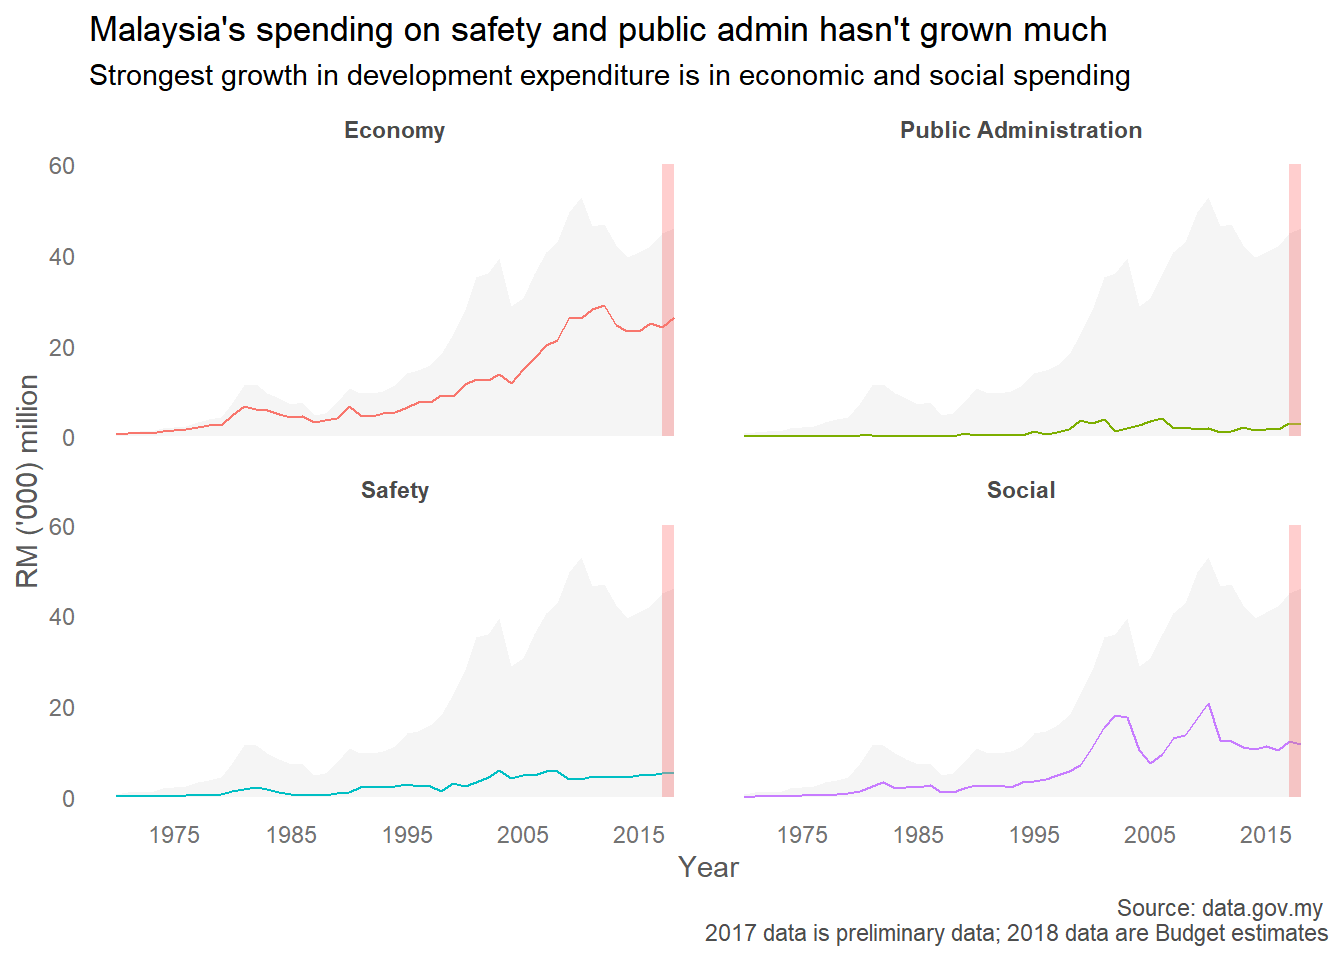 Malaysia's spending on safety and public admin hasn't grown much
Strongest growth in development expenditure is in economic and social spending
Economy
Public Administration
60
40
20
0
Safety
Social
60
40
20
0
RM ('000) million
1975 1985 1995 2005 2015
1975 1985 1995 2005 2015
Year
Source: data.gov.my
2017 data is preliminary data; 2018 data are Budget estimates